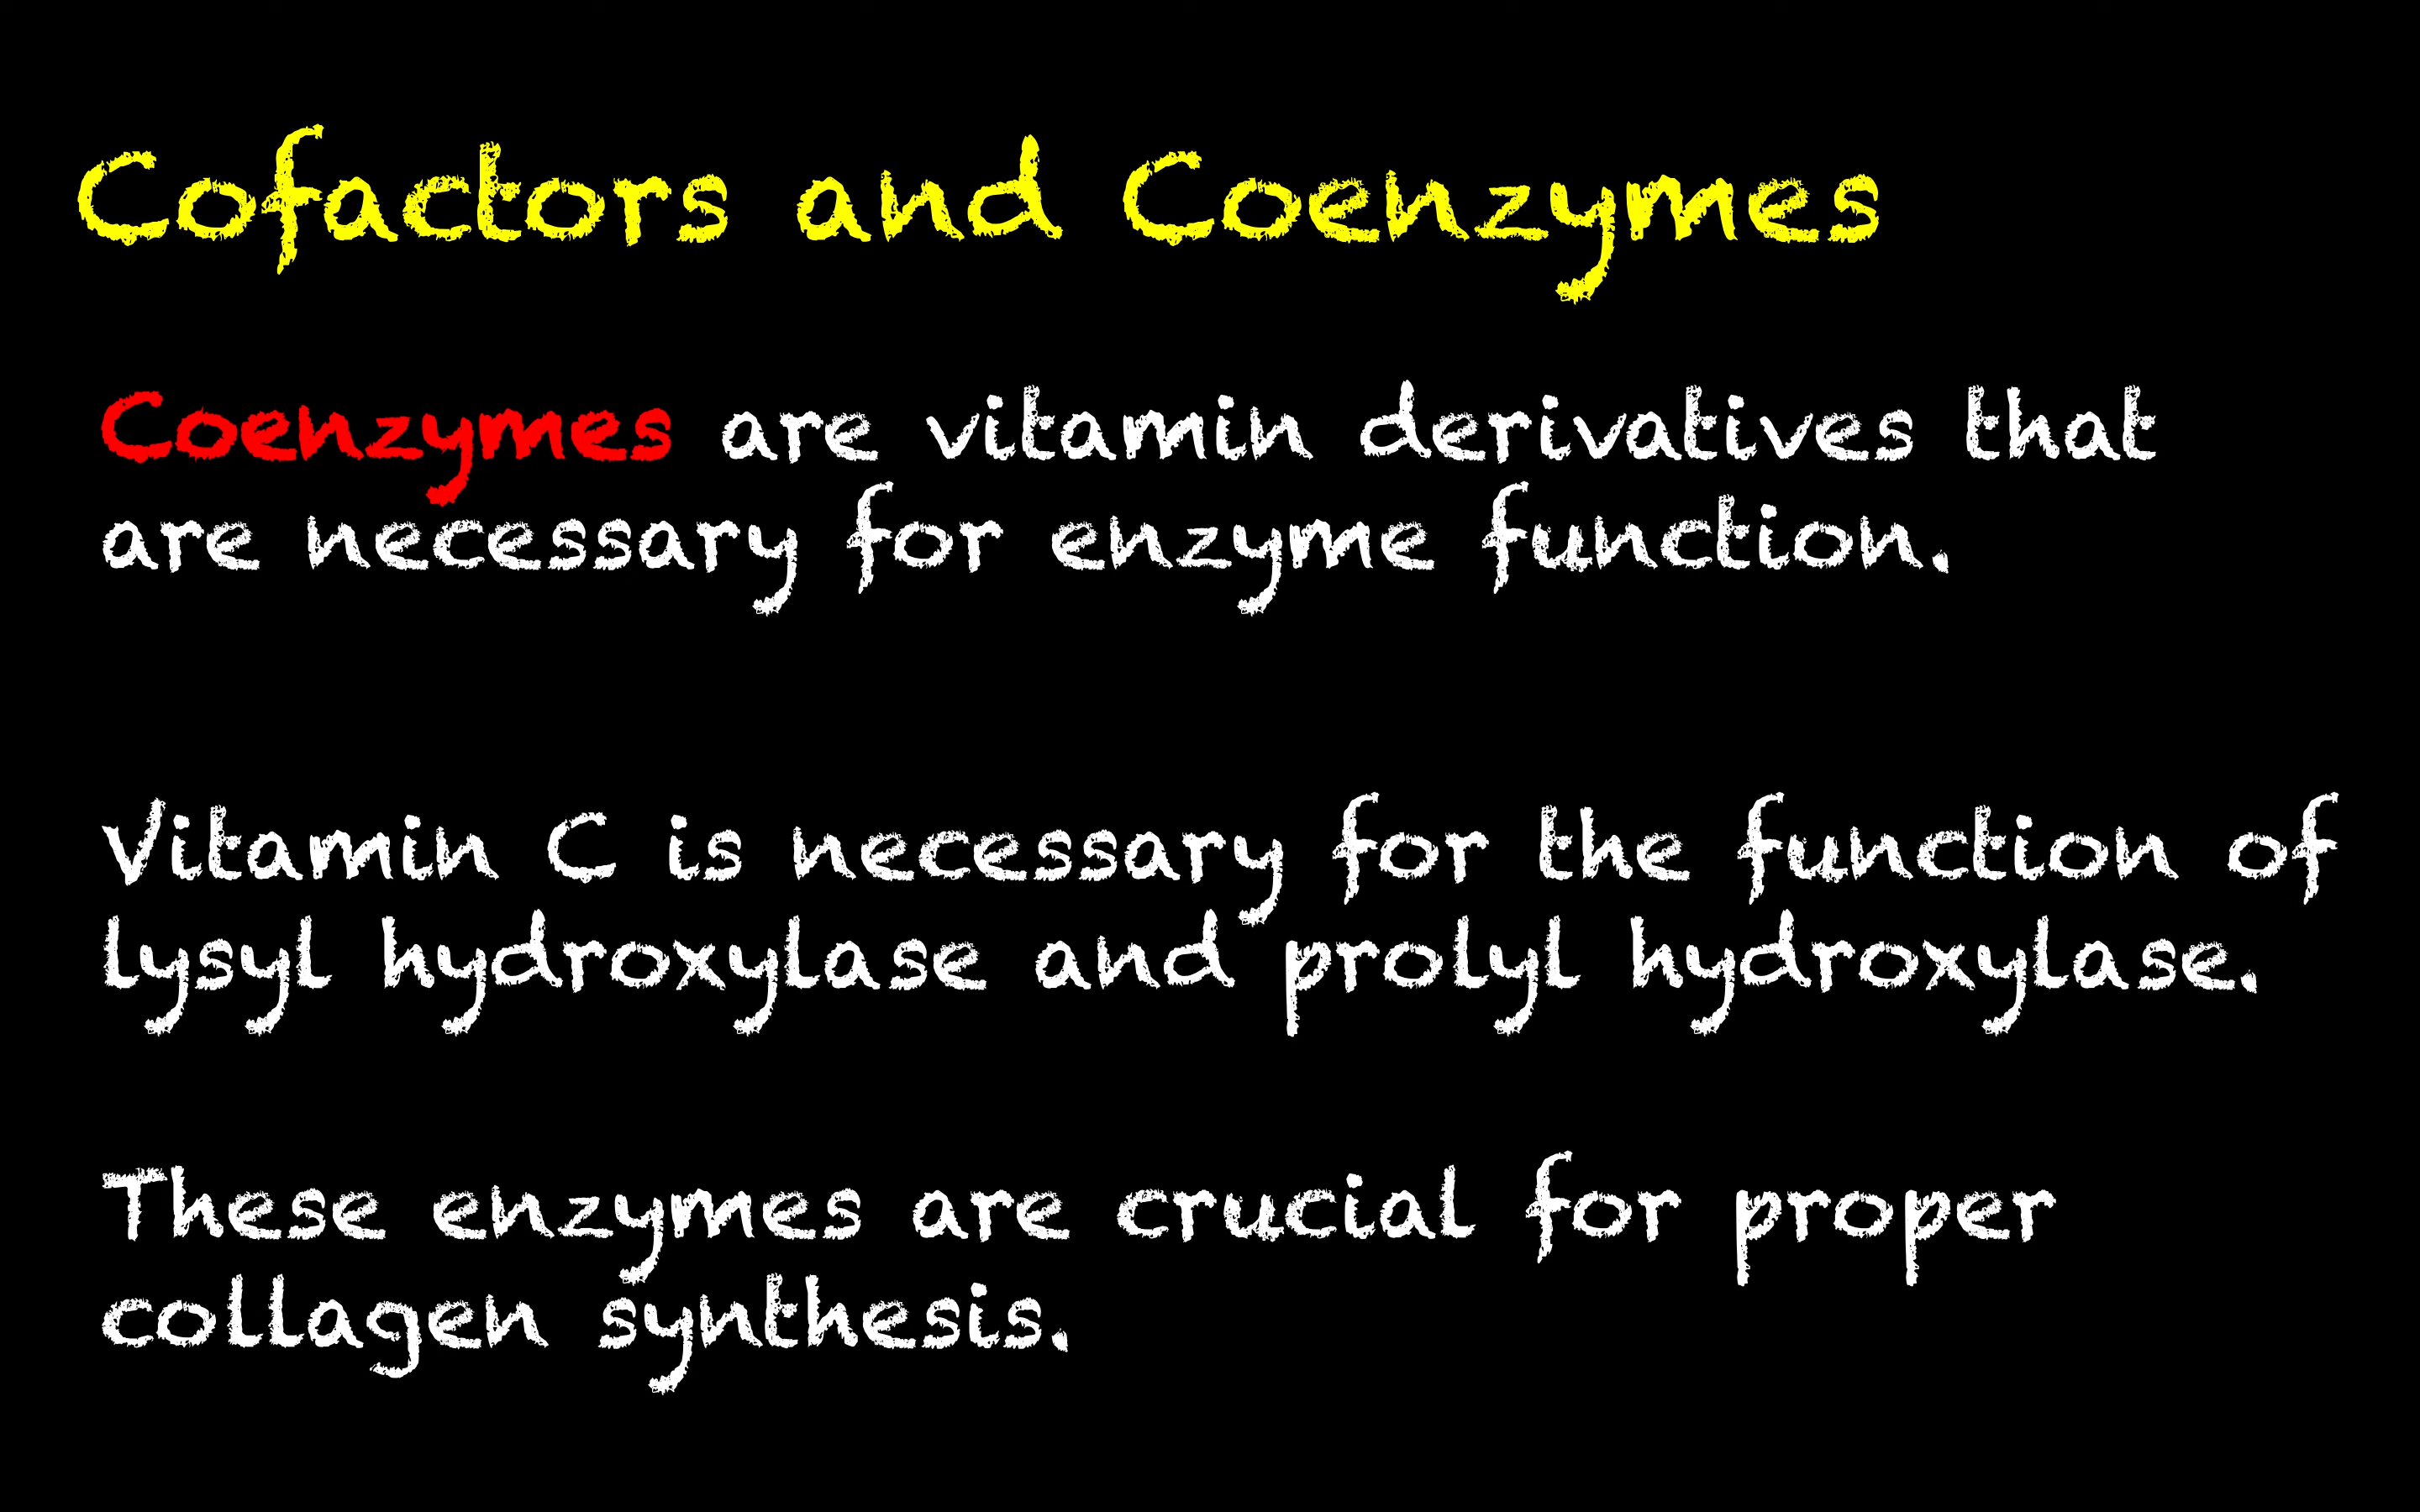 Cofactors and Coenzymes
Coenzymes are vitamin derivatives that
are necessary for enzyme function.
Vitamin C is necessary for the function of
lysyl hydroxylase and prolyl hydroxylase.
These enzymes are crucial for proper
collagen synthesis.